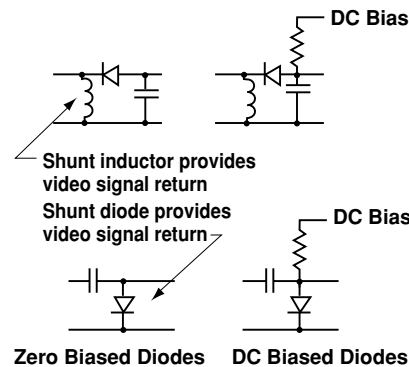 DC Bias
Shunt inductor provides
video signal return
Shunt diode provides
video signal return
DC Bias
Zero Biased Diodes
DC Biased Diodes